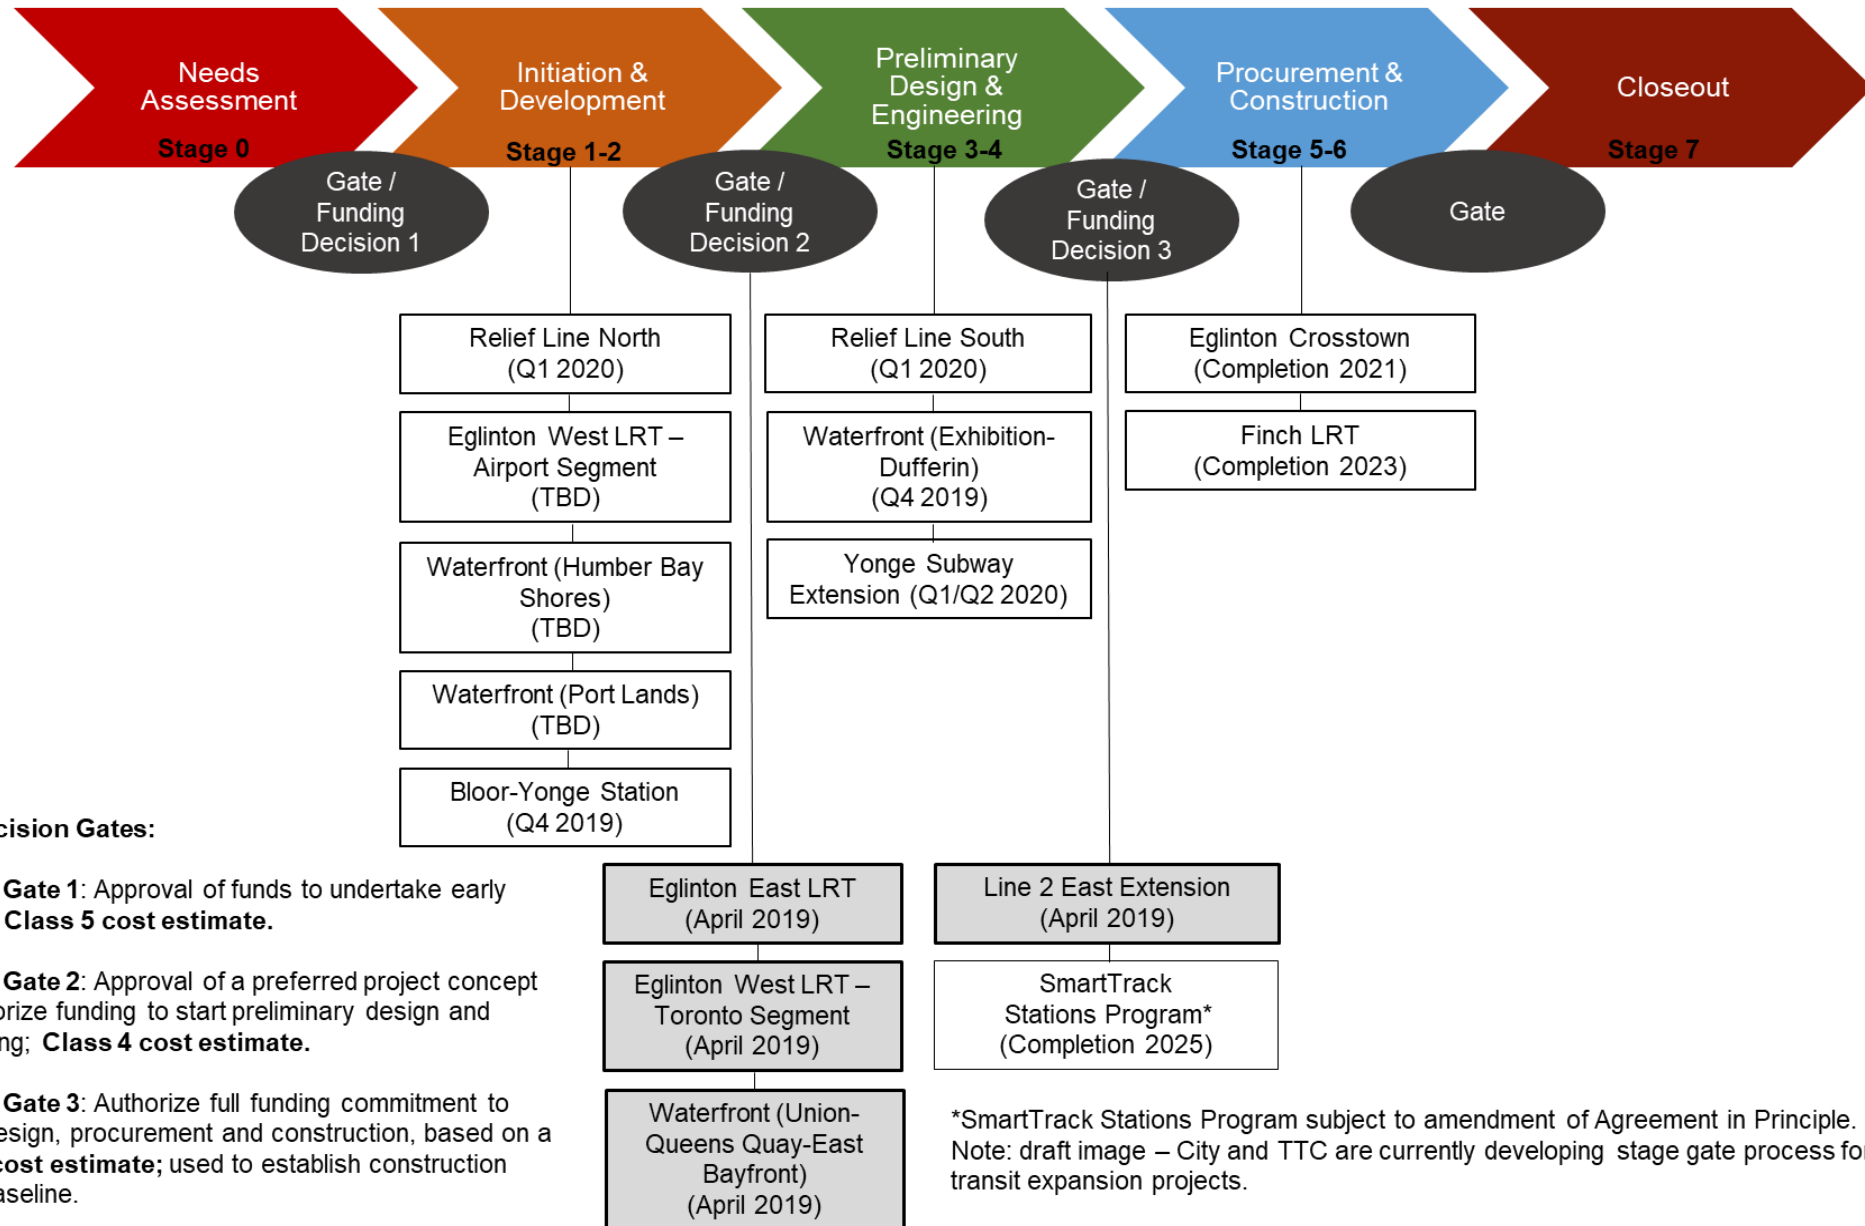 Needs
Assessment
Stage 0
Initiation &
Development
Stage 1-2
Preliminary
Design &
Engineering
Stage 3-4
Procurement &
Construction
Stage 5-6
Closeout
Stage 7
Gate /
Funding
Decision 1
Gate /
Funding
Decision 2
Gate /
Funding
Decision 3
Gate
Relief Line North
(Q1 2020)
Eglinton West LRT –
Airport Segment
(TBD)
Waterfront (Humber Bay
Shores)
(TBD)
Waterfront (Port Lands)
(TBD)
Bloor-Yonge Station
(Q4 2019)
Relief Line South
(Q1 2020)
Waterfront (Exhibition-
Dufferin)
(Q4 2019)
Yonge Subway
Extension (Q1/Q2 2020)
Eglinton Crosstown
(Completion 2021)
Finch LRT
(Completion 2023)
Eglinton East LRT
(April 2019)
Eglinton West LRT –
Toronto Segment
(April 2019)
Waterfront (Union-
Queens Quay-East
Bayfront)
(April 2019)
Line 2 East Extension
(April 2019)
SmartTrack
Stations Program*
(Completion 2025)
cision Gates:
Gate 1: Approval of funds to undertake early
Class 5 cost estimate.
Gate 2: Approval of a preferred project concept
orize funding to start preliminary design and
ng; Class 4 cost estimate.
Gate 3: Authorize full funding commitment to
esign, procurement and construction, based on a
cost estimate; used to establish construction
aseline.
*SmartTrack Stations Program subject to amendment of Agreement in Principle.
Note: draft image – City and TTC are currently developing stage gate process for
transit expansion projects.